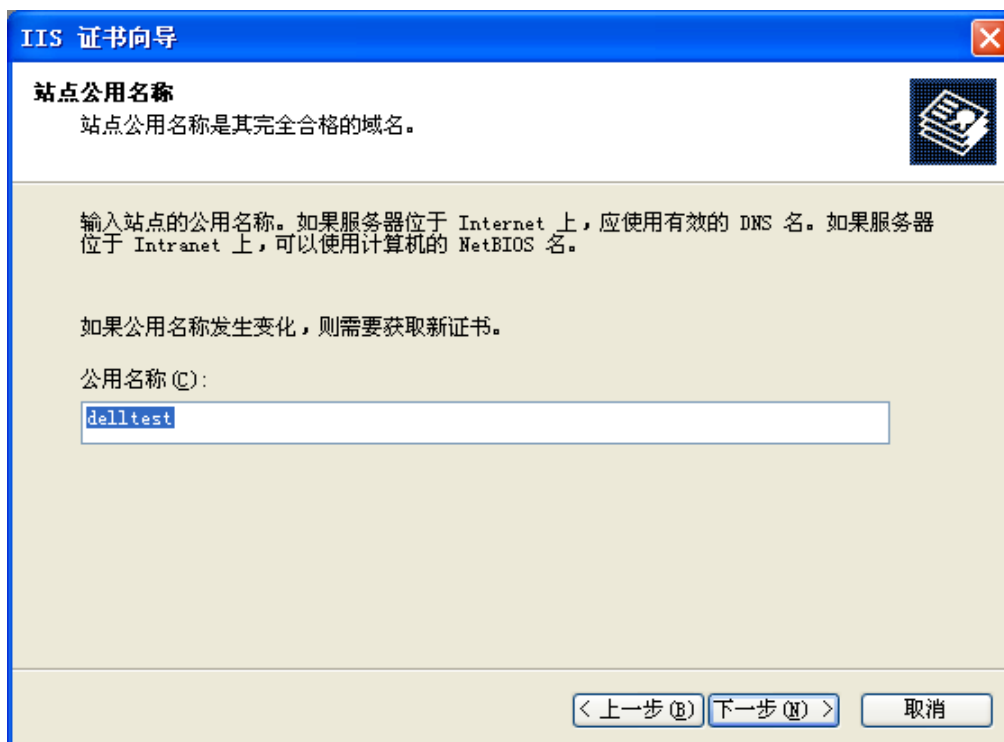 IIS 证书向导
站点公用名称
站点公用名称是其完全合格的域名。
输入站点的公用名称。如果服务器位于 Internet 上，应使用有效的 DNS 名。如果服务器
位于 Intranet 上，可以使用计算机的 NetBIOS 名。
如果公用名称发生变化，则需要获取新证书。
公用名称(C):
delltest
< 上一步(B) 下一步(N) > 取消